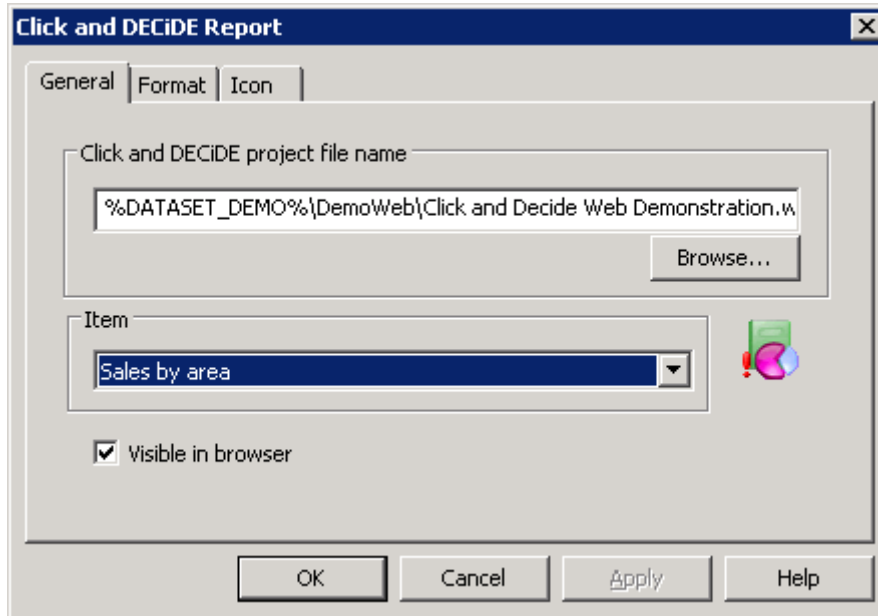 Click and DECiDE Report
General Format Icon
Click and DECiDE project file name
%DATASET_DEMO%\DemoWeb\Click and Decide Web Demonstration.w
Browse...
Item
Sales by area
Visible in browser
OK Cancel Apply Help